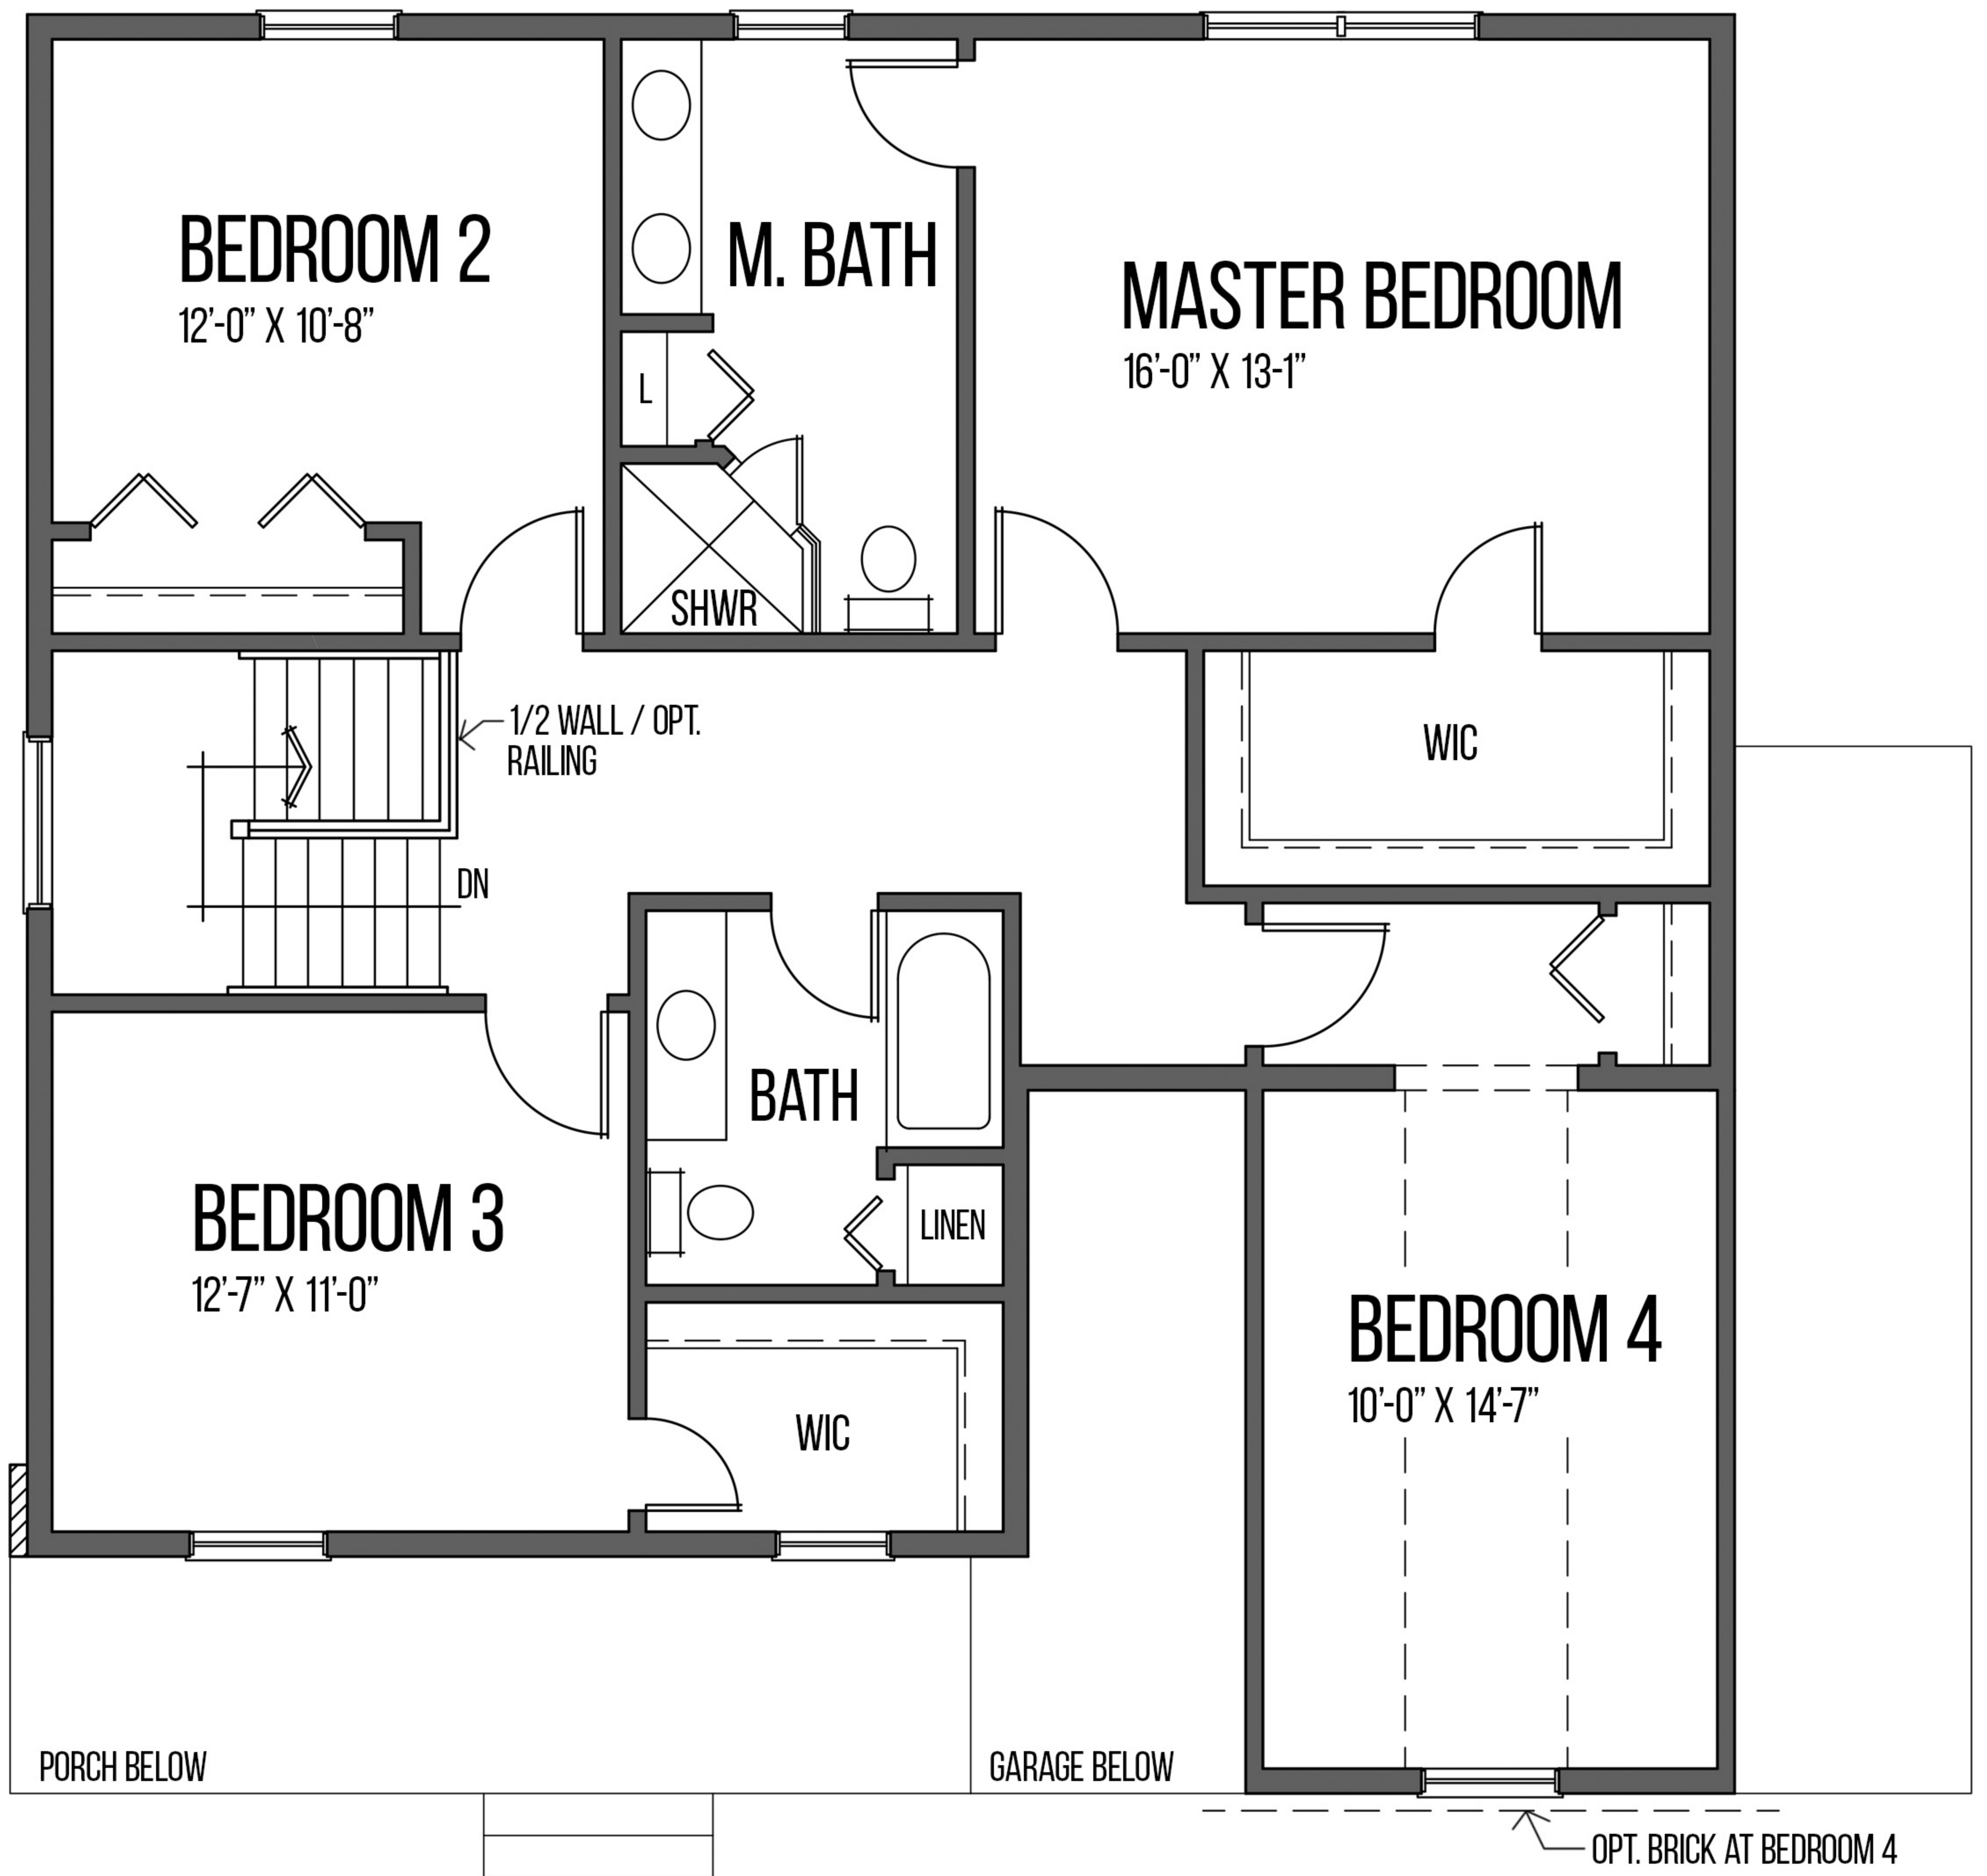 BEDROOM 2
12'-0" X 10'-8"
M. BATH
MASTER BEDROOM
16'-0" X 13-1"
L
SHWR
1/2 WALL / OPT.
RAILING
WIC
DN
BATH
BEDROOM 3
12'-7" X 11'-0"
LINEN
BEDROOM 4
10'-0" X 14'-7"
WIC
PORCH BELOW
GARAGE BELOW
OPT. BRICK AT BEDROOM 4